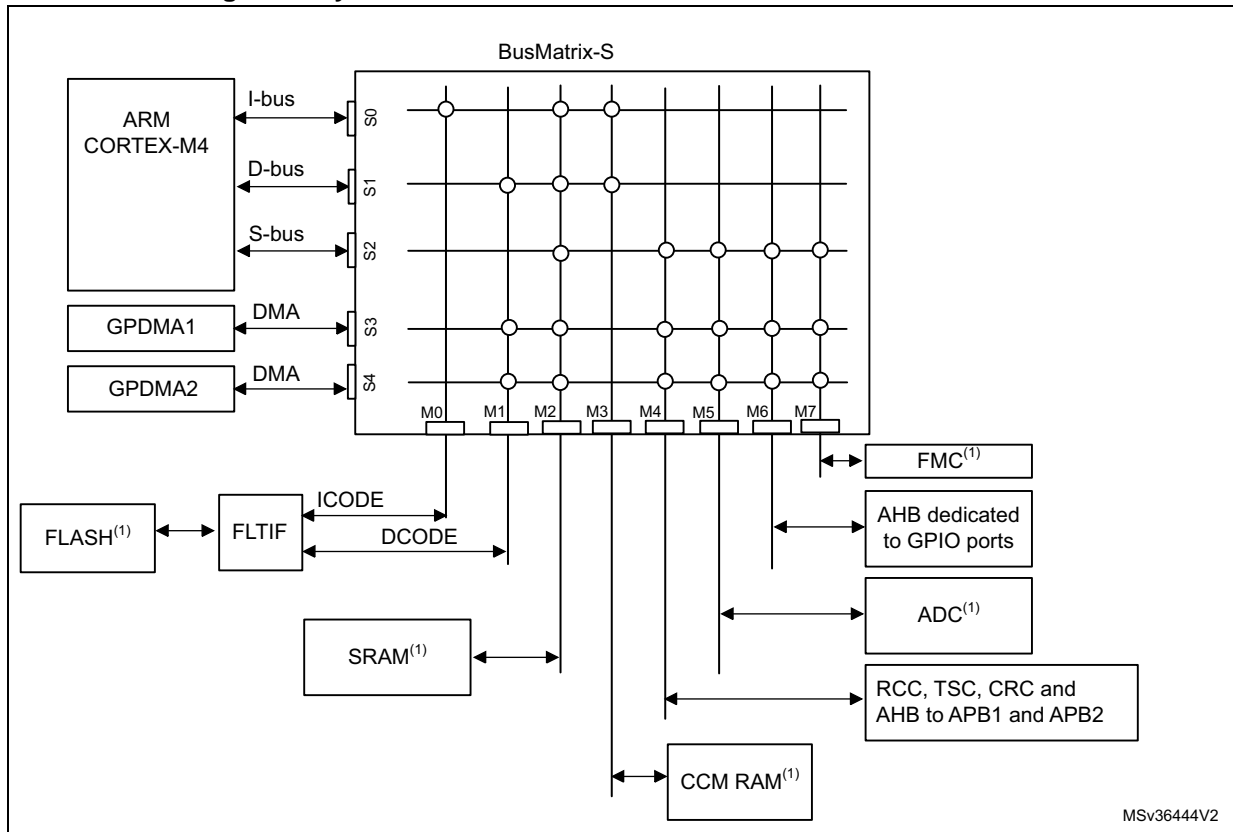 BusMatrix-S
ARM
CORTEX-M4
I-bus
S0
D-bus
S1
S-bus
S2
GPDMA1
DMA
S3
GPDMA2
DMA
S4
M0
M1
M2
M3
M4
M5
M6
M7
FMC(1)
ICODE
FLASH(1)
FLTIF
DCODE
AHB dedicated
to GPIO ports
ADC(1)
SRAM(1)
RCC, TSC, CRC and
AHB to APB1 and APB2
CCM RAM(1)
MSv36444V2